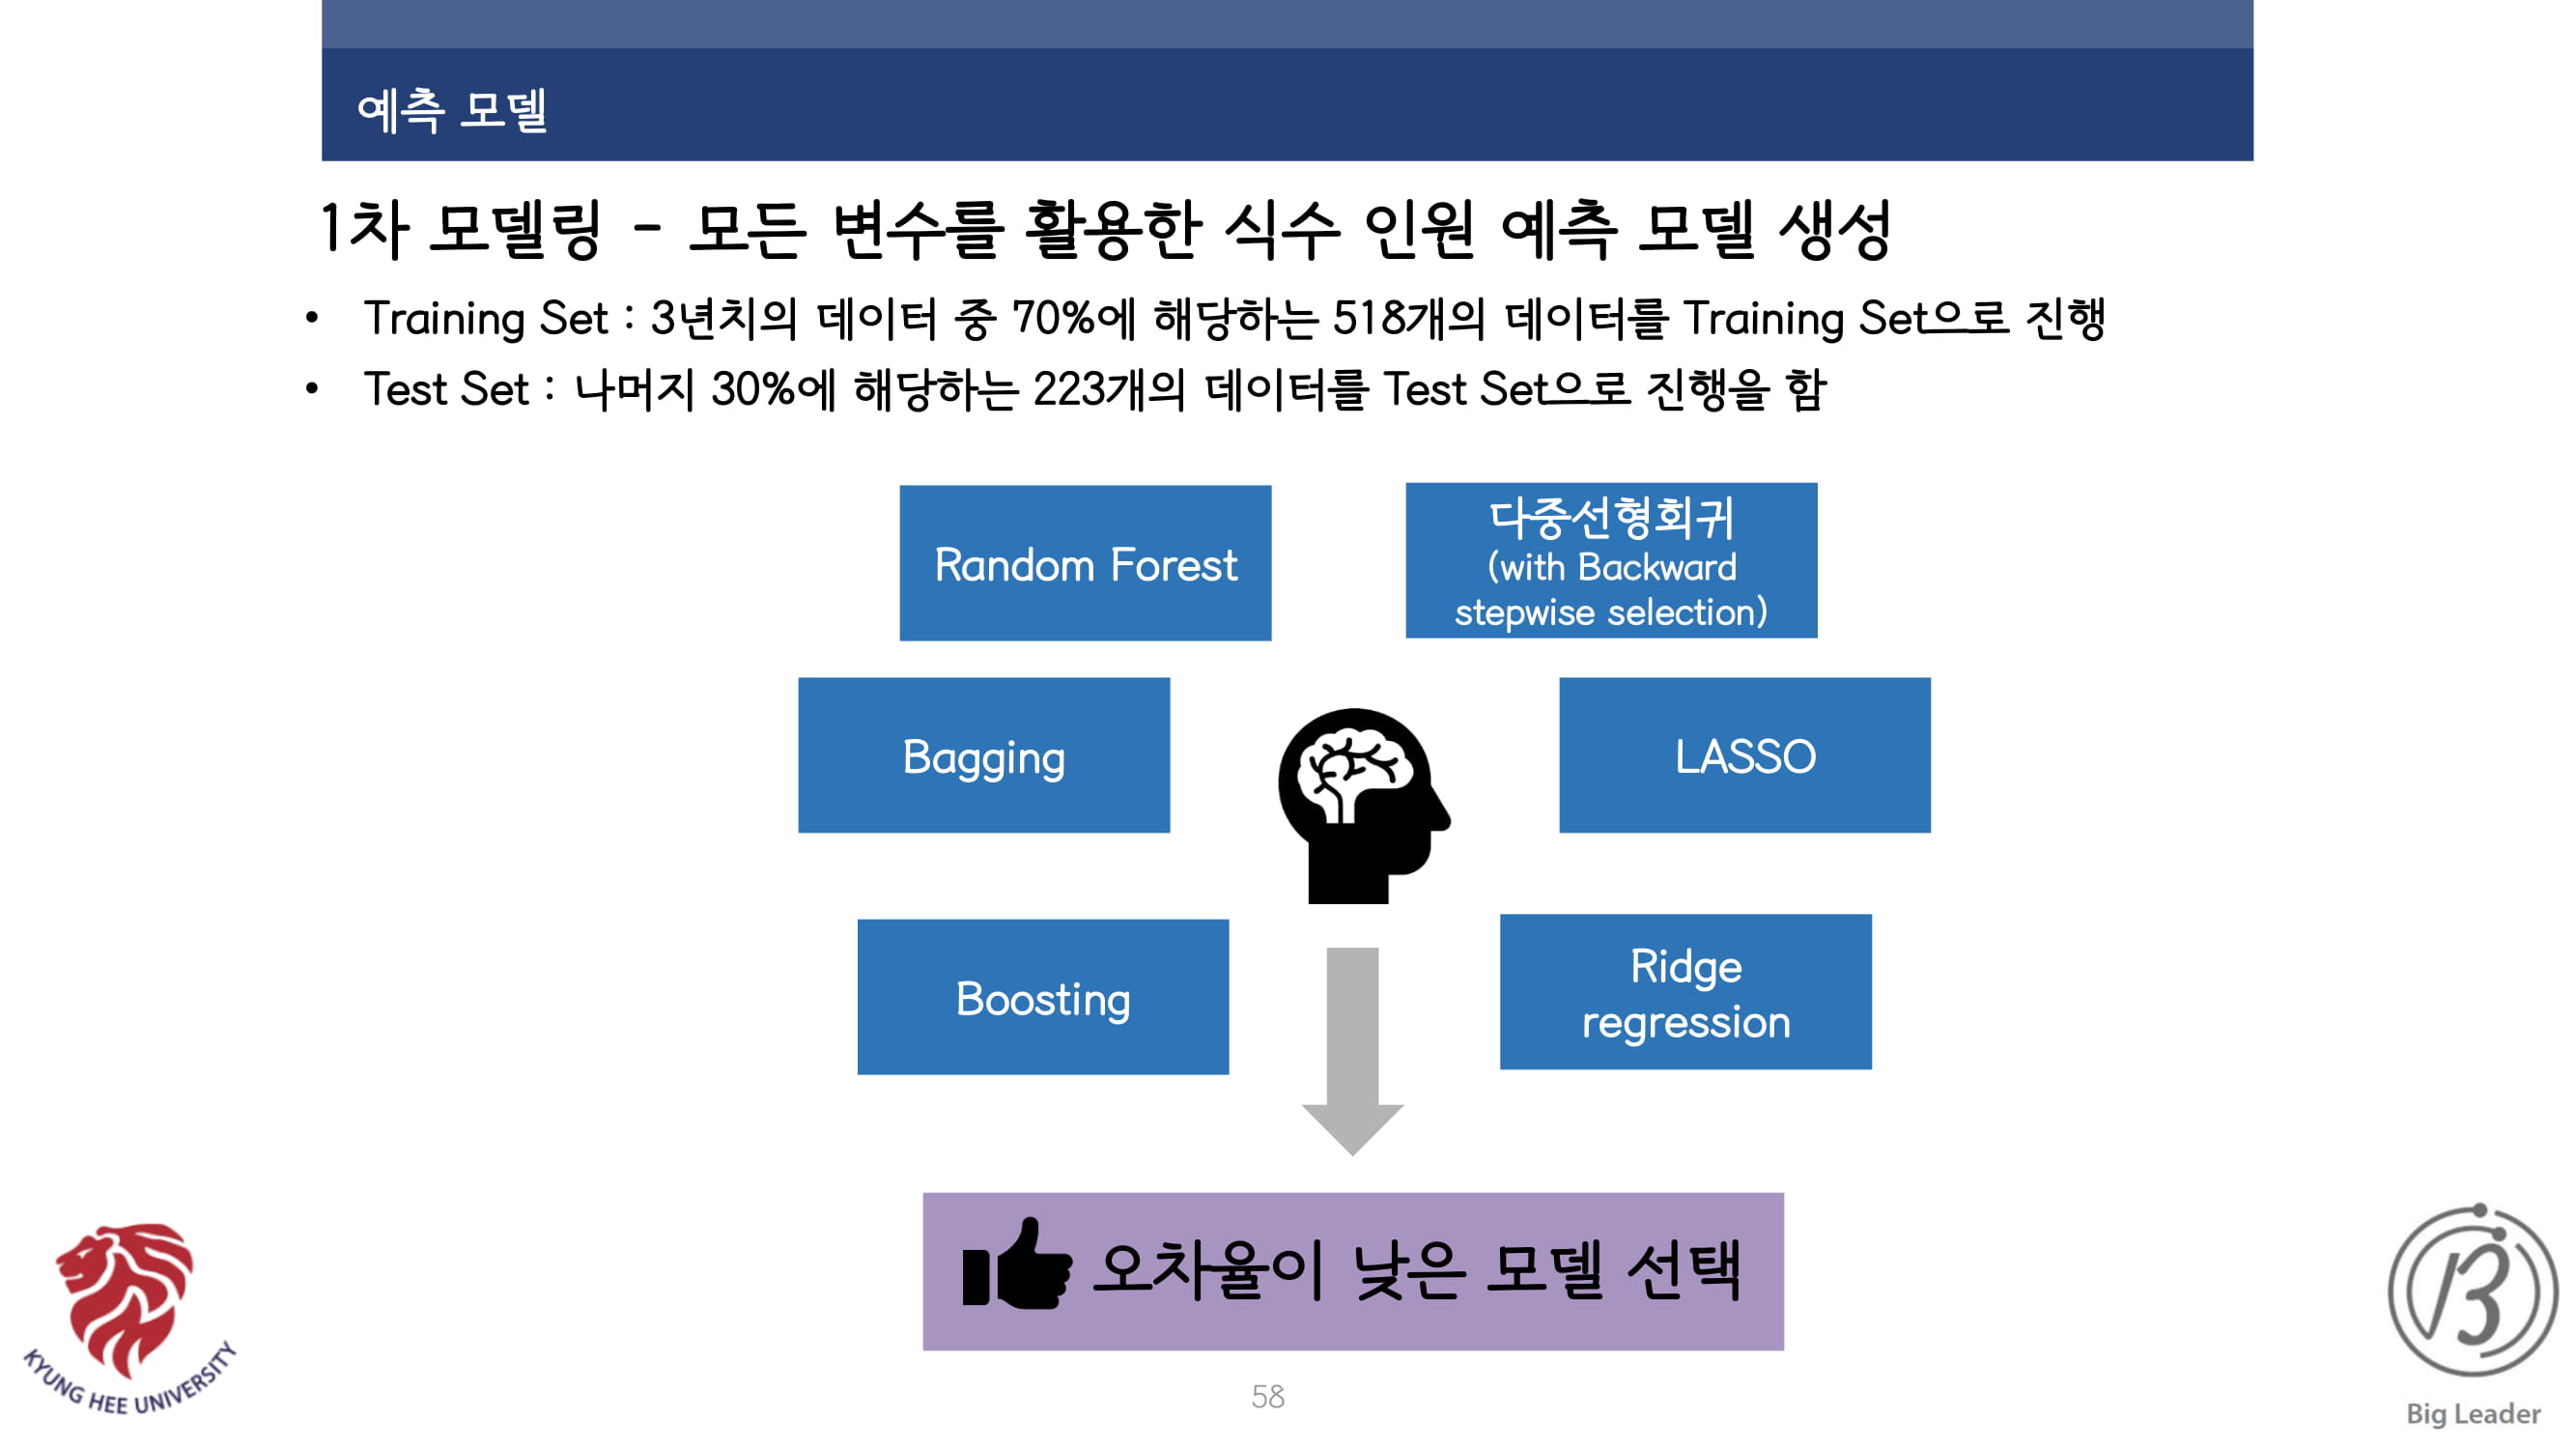 예측 모델
1차 모델링 - 모든 변수를 활용한 식수 인원 예측 모델 생성
• Training Set : 3년치의 데이터 중 70%에 해당하는 518개의 데이터를 Training Set으로 진행
• Test Set : 나머지 30%에 해당하는 223개의 데이터를 Test Set으로 진행을 함
Random Forest
다중선형회귀
(with Backward
stepwise selection)
Bagging
LASSO
Boosting
Ridge
regression
오차율이 낮은 모델 선택
KYUNG HEE UNIVERSITY
58
B
Big Leader